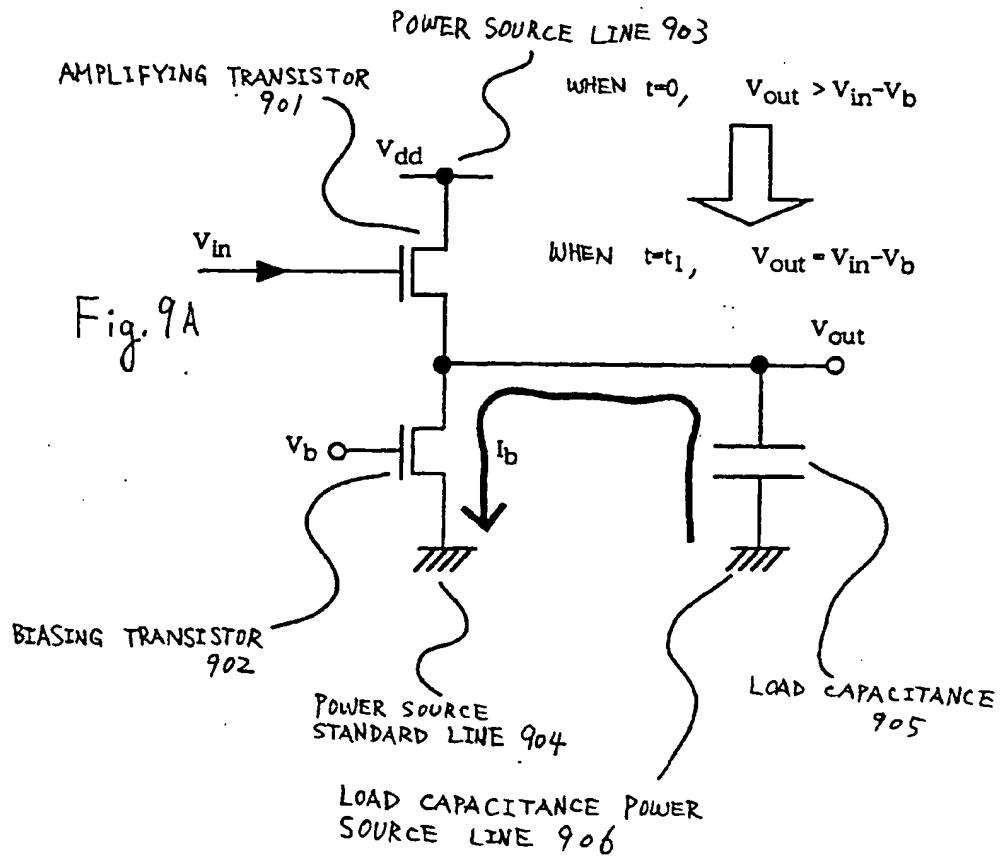 POWER SOURCE LINE 903
AMPLIFYING TRANSISTOR
901
WHEN t=0, Vout > Vin-Vb
Vdd
Vin
WHEN t=t1, Vout = Vin-Vb
Fig. 9A
Vout
Vb
Ib
BIASING TRANSISTOR
902
POWER SOURCE
STANDARD LINE 904
LOAD CAPACITANCE
905
LOAD CAPACITANCE POWER
SOURCE LINE 906